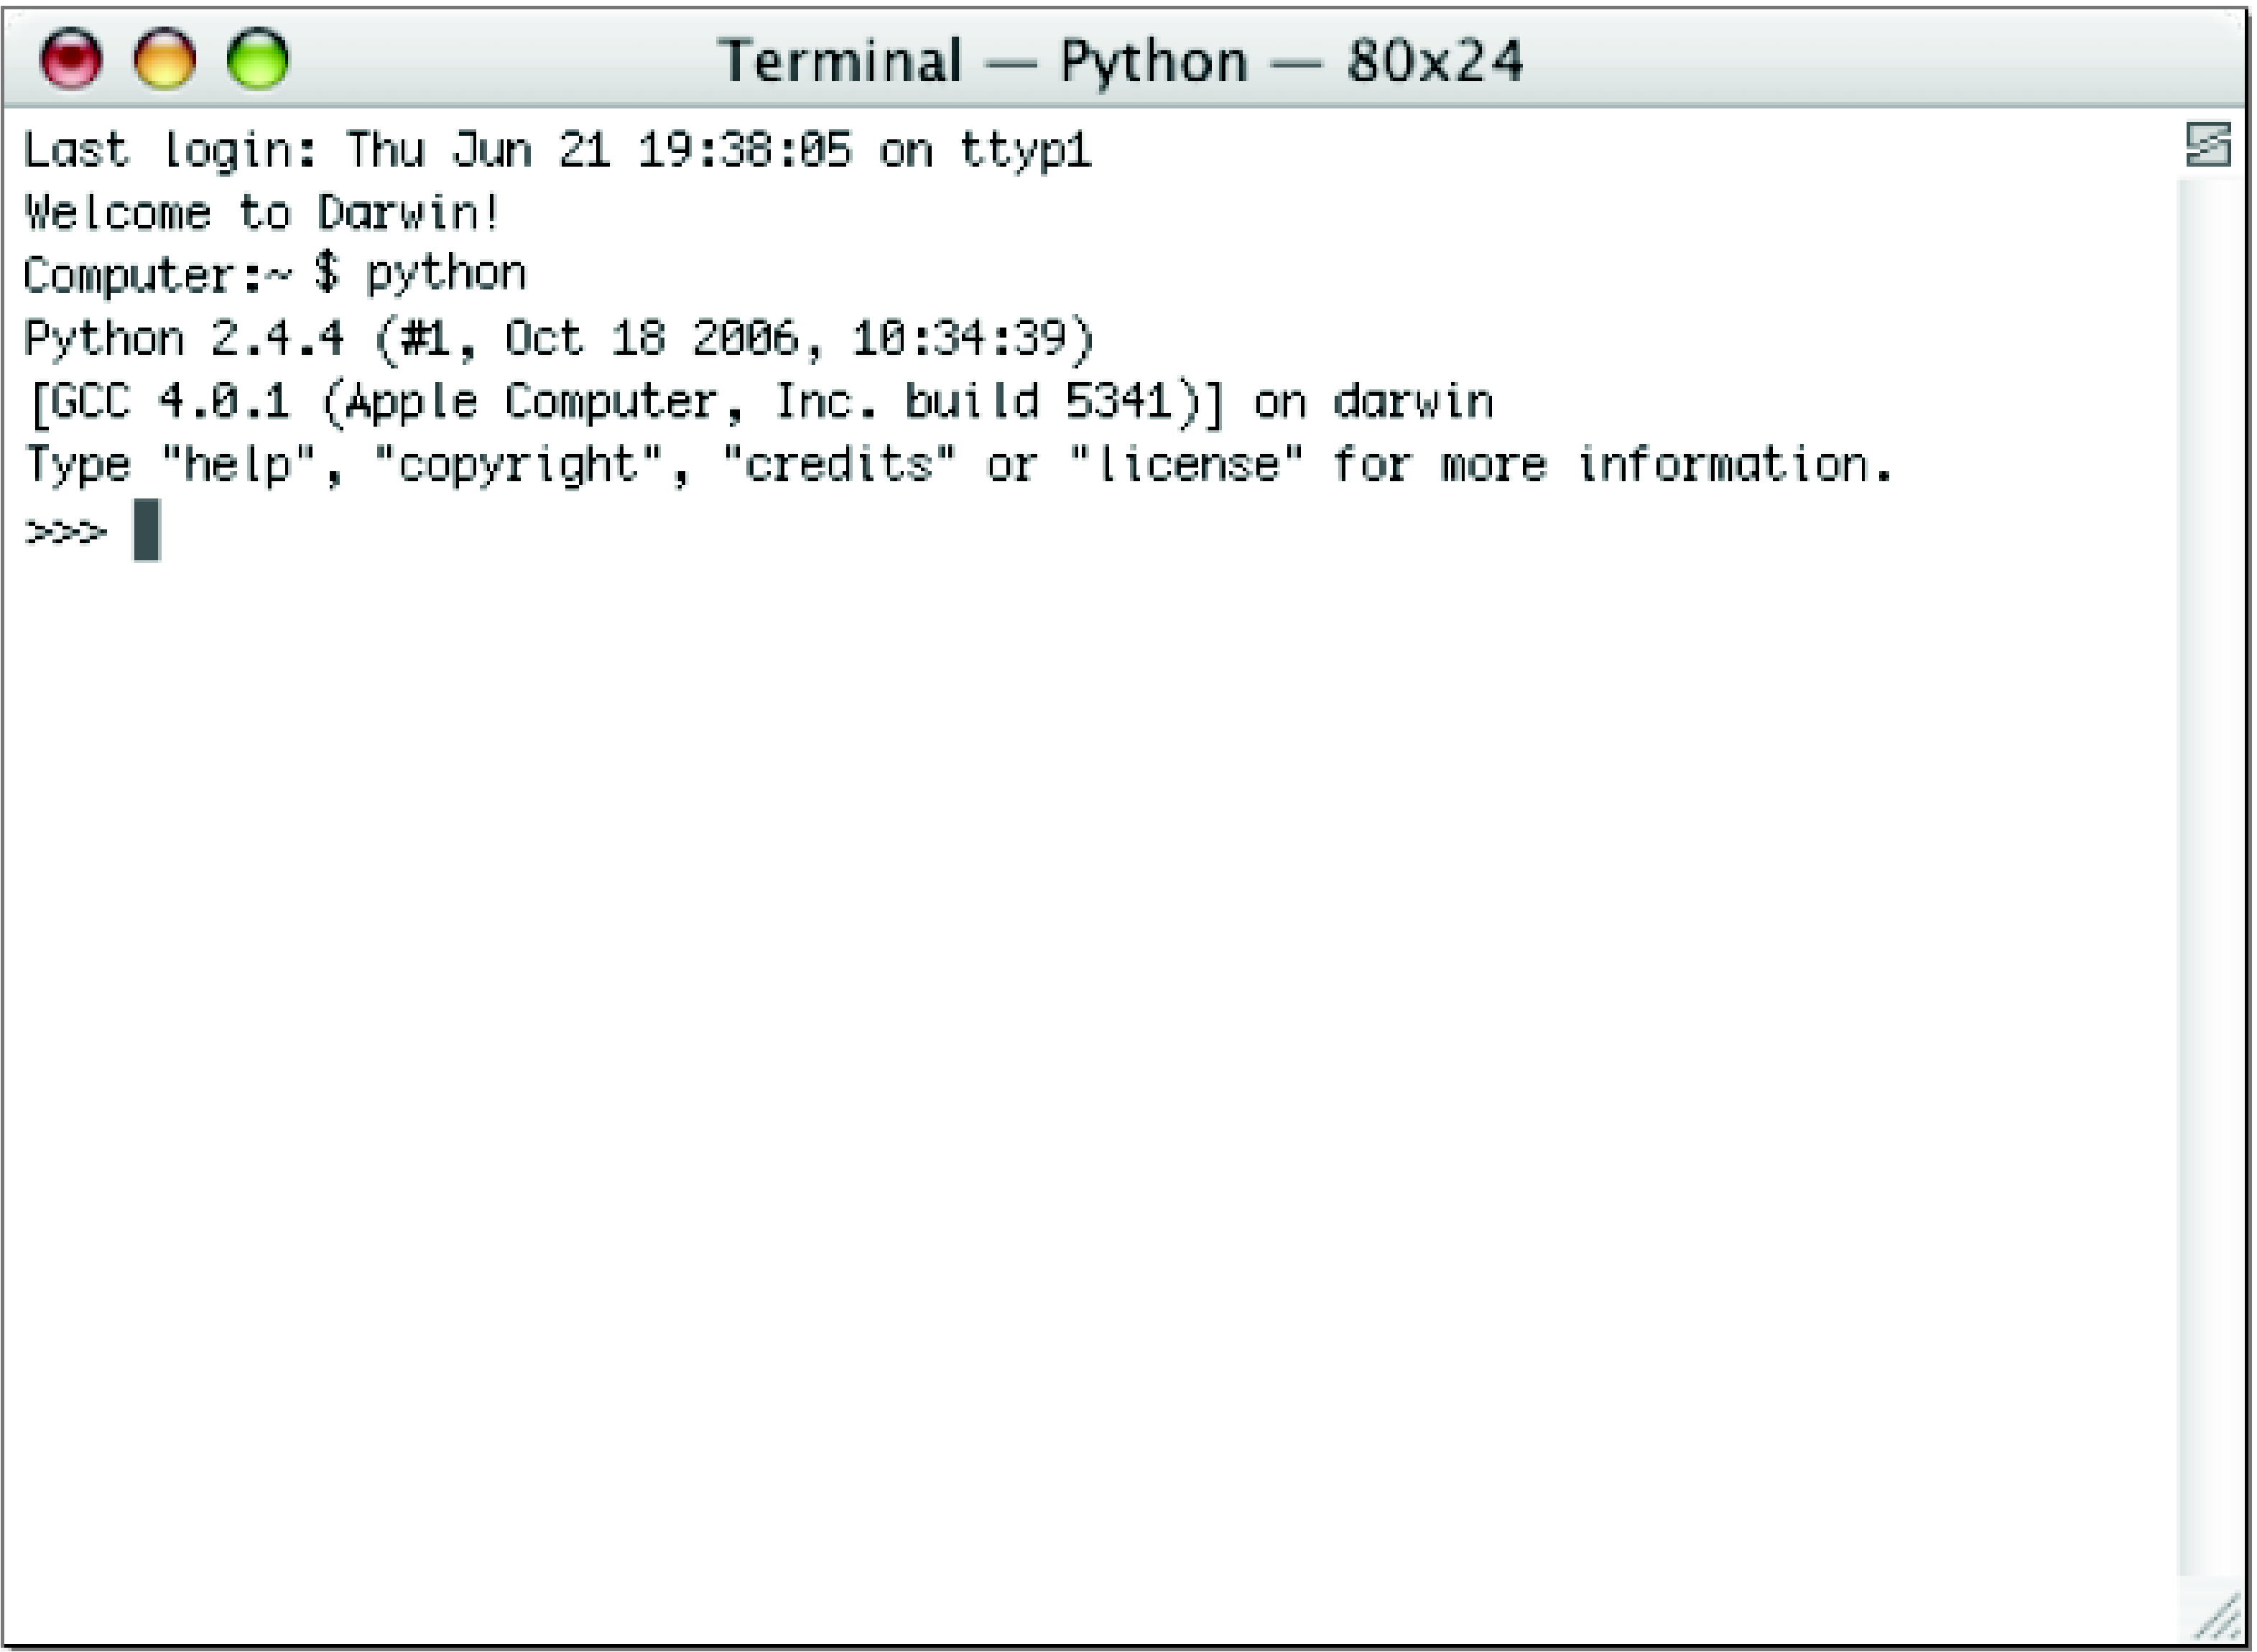 Terminal — Python — 80x24
Last login: Thu Jun 21 19:38:05 on ttyp1
Welcome to Darwin!
Computer:~ $ python
Python 2.4.4 (#1, Oct 18 2006, 10:34:39)
[GCC 4.0.1 (Apple Computer, Inc. build 5341)] on darwin
Type "help", "copyright", "credits" or "license" for more information.
>>>